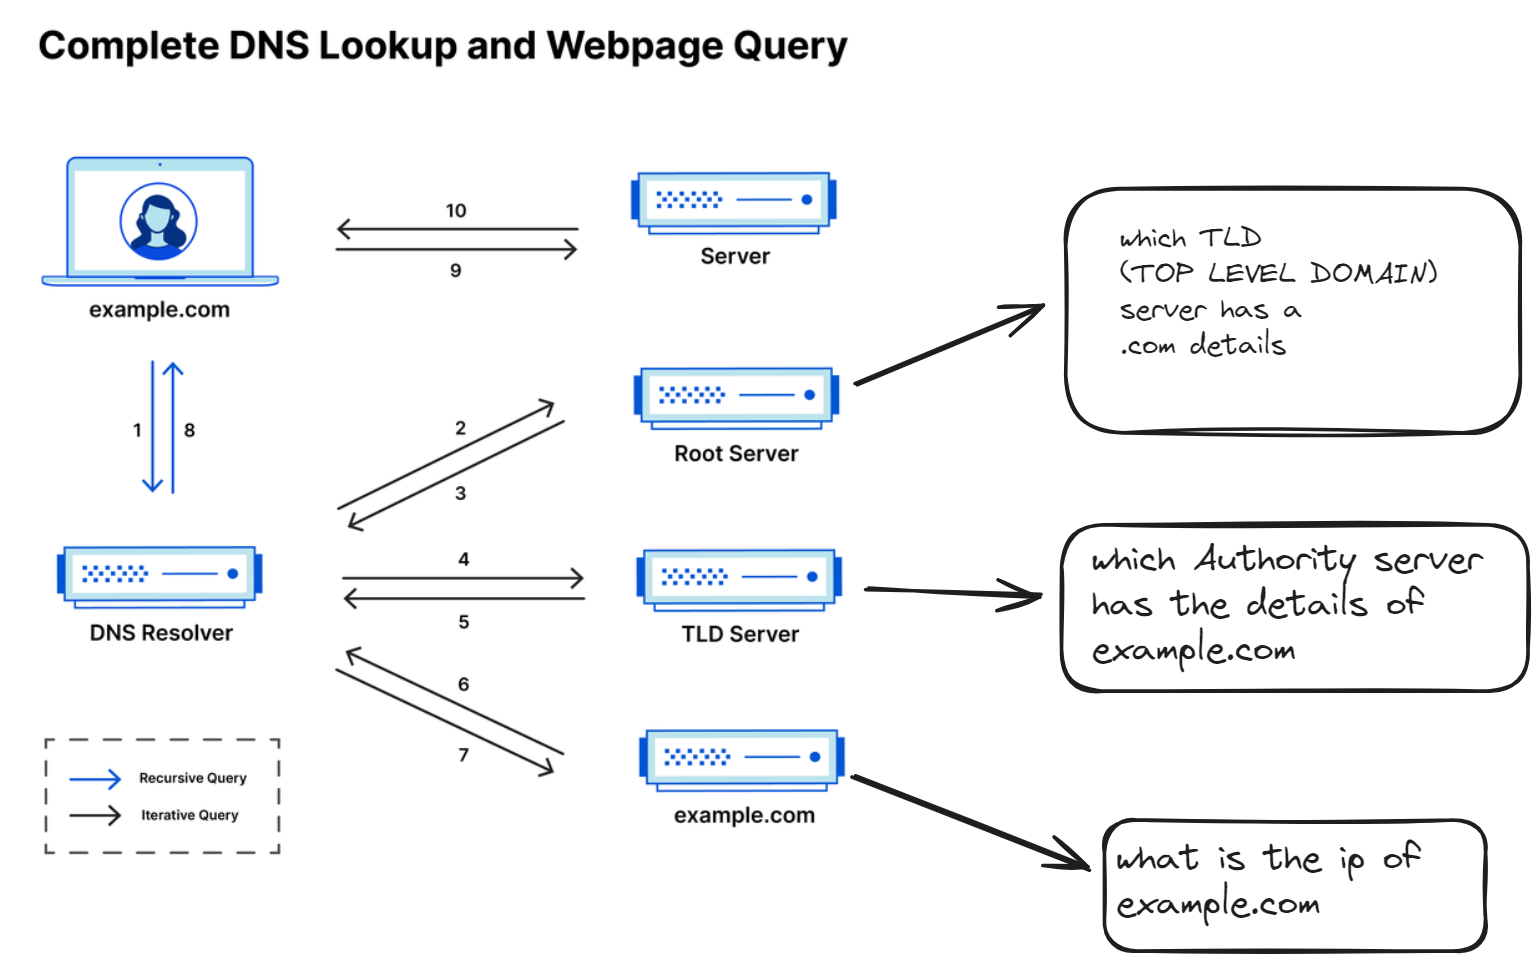 Complete DNS Lookup and Webpage Query
10
9
Server
example.com
which TLD
(TOP LEVEL DOMAIN)
server has a
.com details
1
8
2
3
Root Server
4
5
DNS Resolver
TLD Server
which Authority server
has the details of
example.com
6
7
example.com
Recursive Query
Iterative Query
what is the ip of
example.com